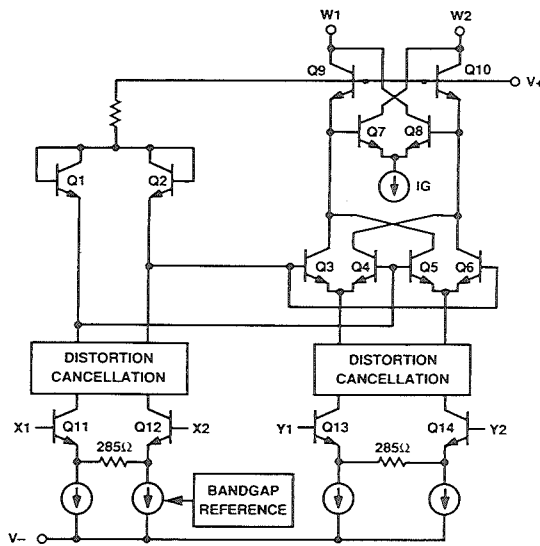 W1 W2
Q9 Q10
V+
Q7 Q8
Q1 Q2
IG
Q3 Q4 Q5 Q6
DISTORTION
CANCELLATION
DISTORTION
CANCELLATION
X1 Q11 Q12 X2 Y1 Q13 Q14 Y2
285Ω 285Ω
BANDGAP
REFERENCE
V–